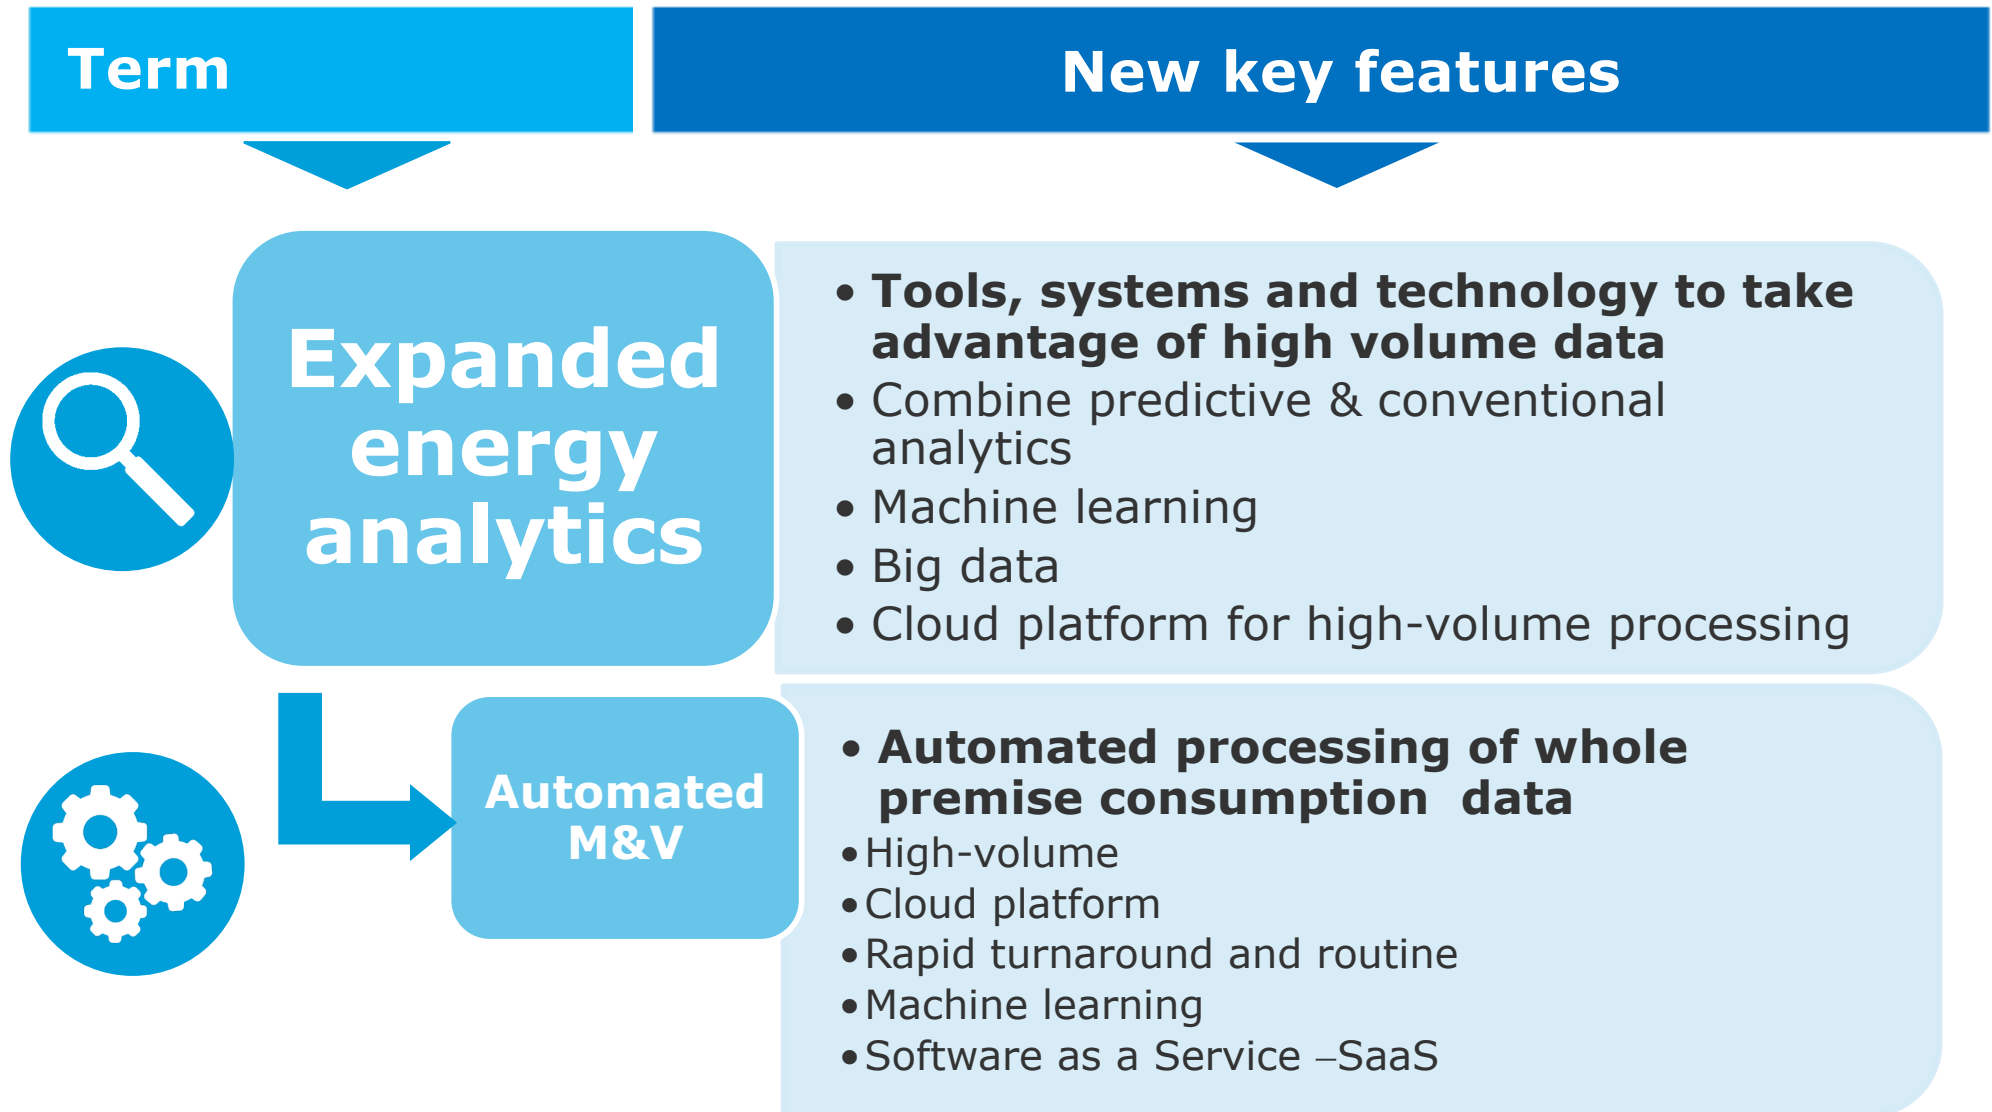 Term
New key features
Expanded
energy
analytics
• Tools, systems and technology to take
advantage of high volume data
• Combine predictive & conventional
analytics
• Machine learning
• Big data
• Cloud platform for high-volume processing
Automated
M&V
• Automated processing of whole
premise consumption  data
•High-volume
•Cloud platform
•Rapid turnaround and routine
•Machine learning
•Software as a Service –SaaS